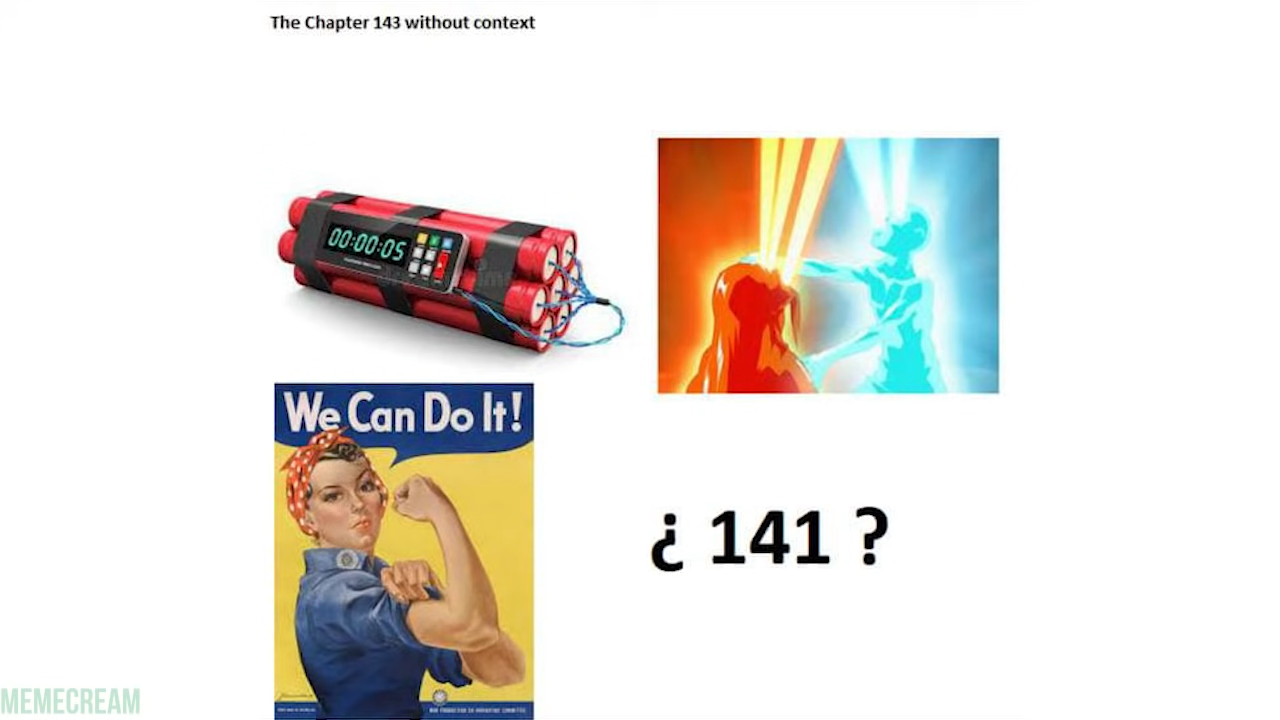 The Chapter 143 without context
00:00:05
We Can Do It!
¿ 141 ?
MEMECREAM